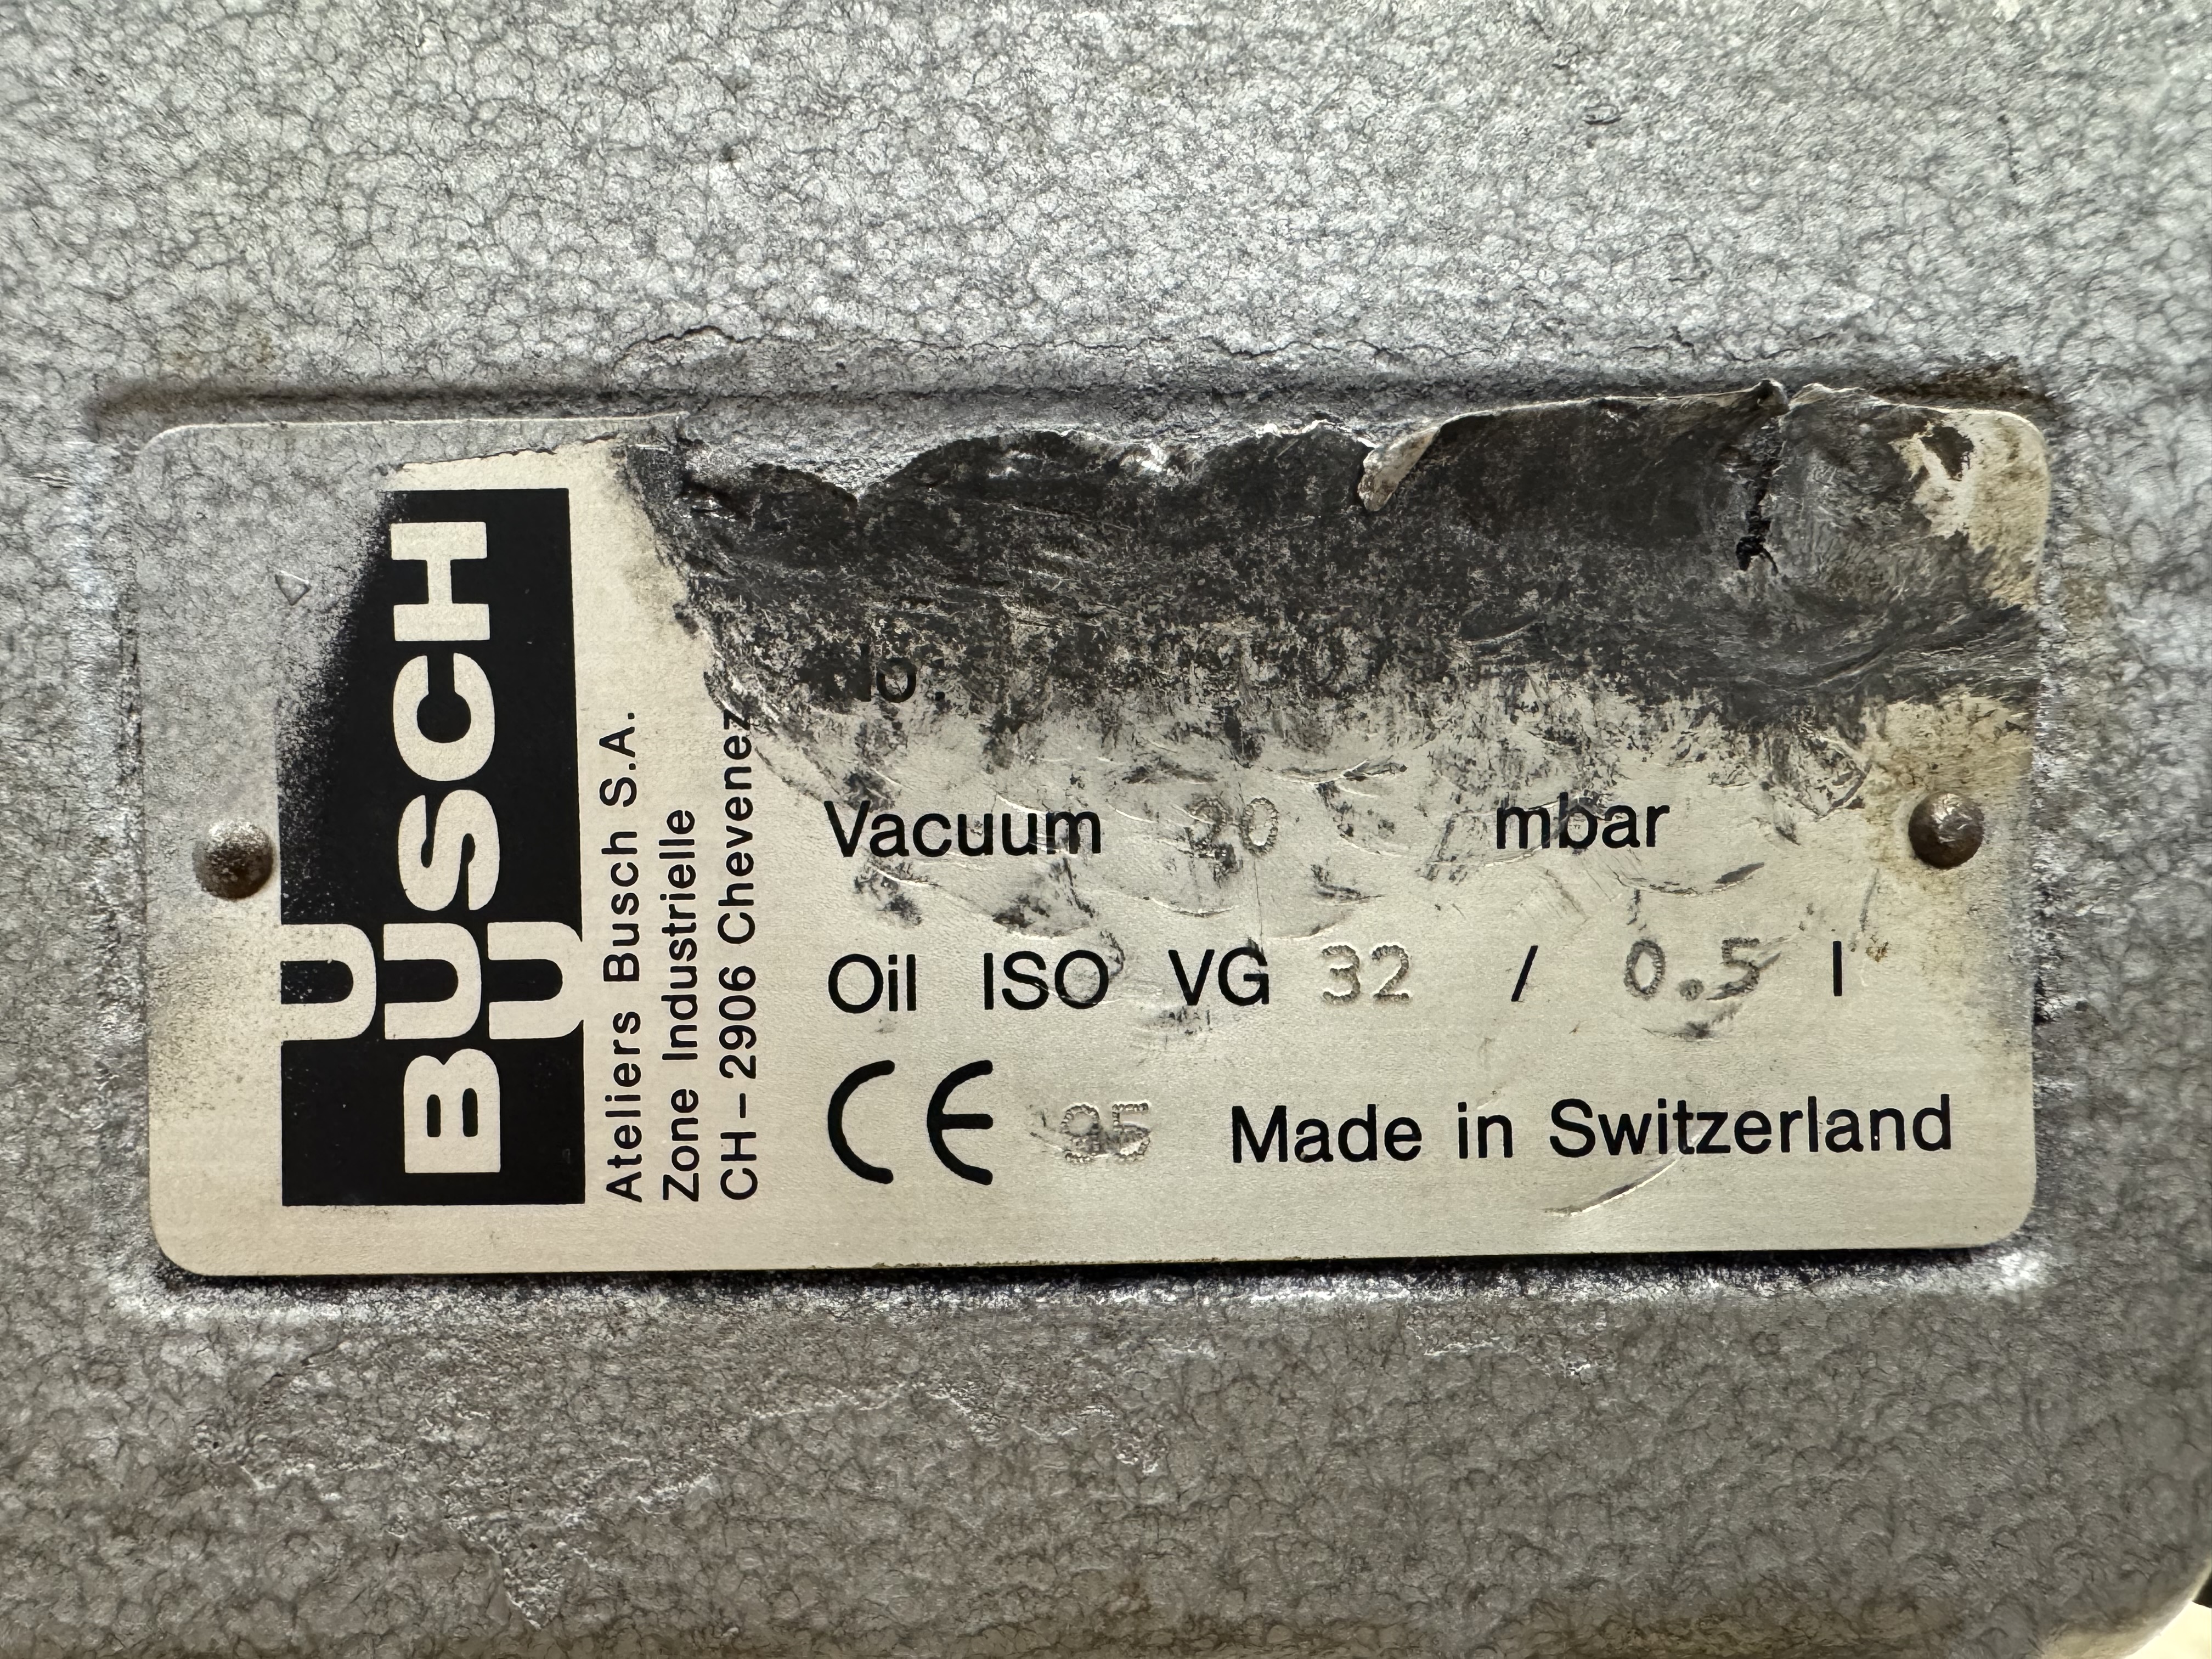 BUSCH
Ateliers Busch S.A.
Zone Industrielle
CH - 2906 Chevenez
Vacuum 20 mbar
Oil ISO VG 32 / 0.5 l
CE 95 Made in Switzerland